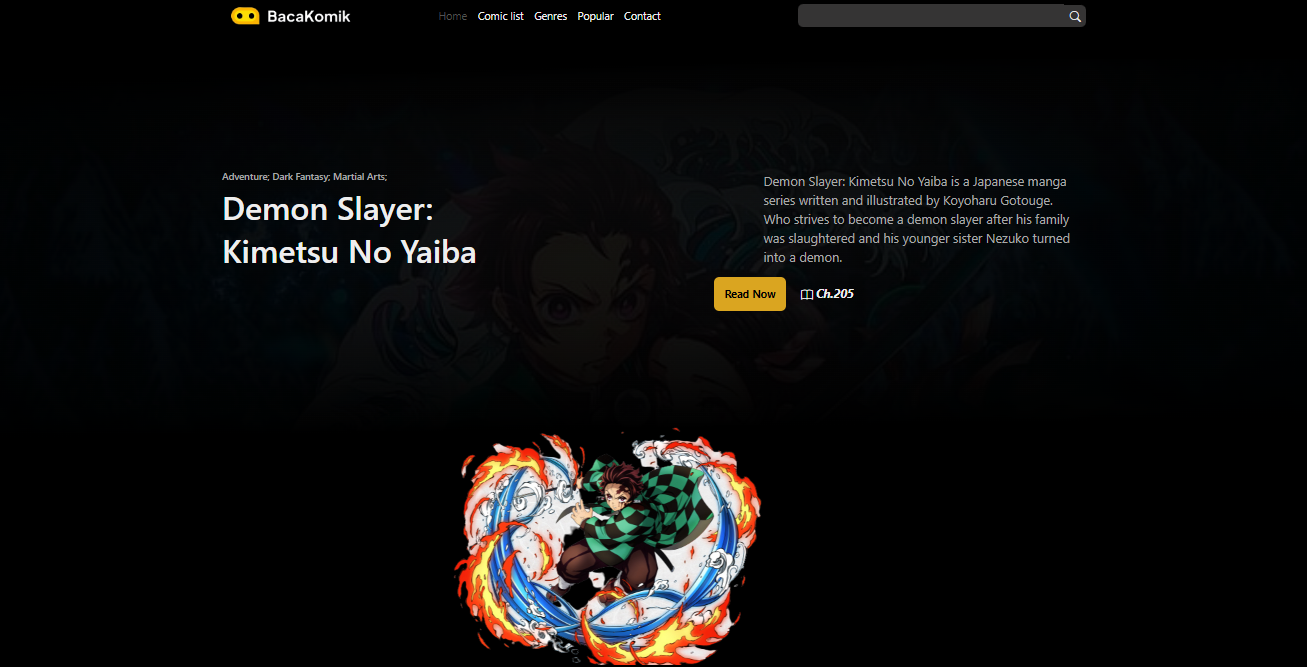 BacaKomik
Home Comic list Genres Popular Contact
Adventure; Dark Fantasy; Martial Arts;
Demon Slayer:
Kimetsu No Yaiba
Demon Slayer: Kimetsu No Yaiba is a Japanese manga
series written and illustrated by Koyoharu Gotouge.
Who strives to become a demon slayer after his family
was slaughtered and his younger sister Nezuko turned
into a demon.
Read Now
Ch.205